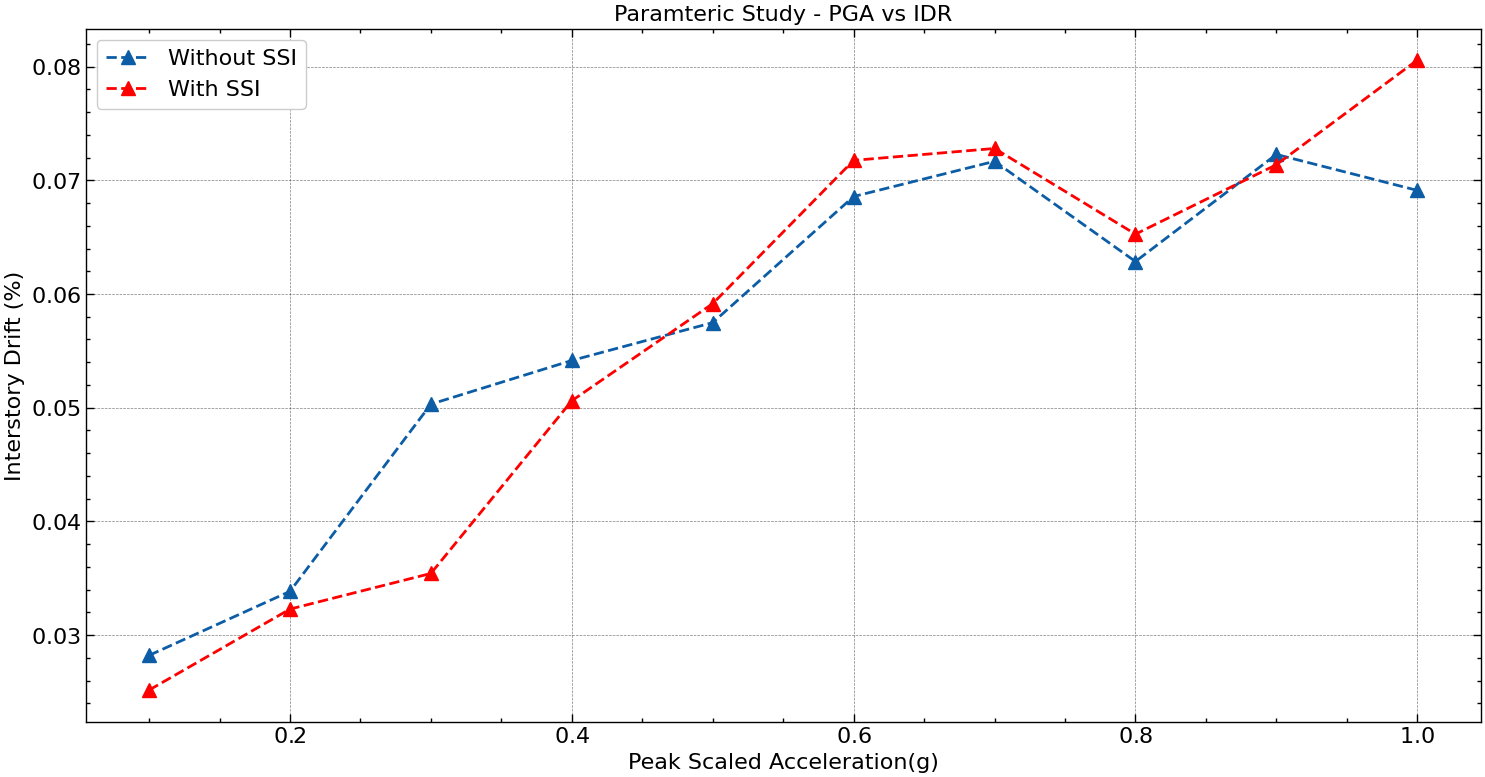 Paramteric Study - PGA vs IDR
Without SSI
With SSI
0.08
0.07
0.06
0.05
0.04
0.03
Interstory Drift (%)
0.2 0.4 0.6 0.8 1.0
Peak Scaled Acceleration(g)